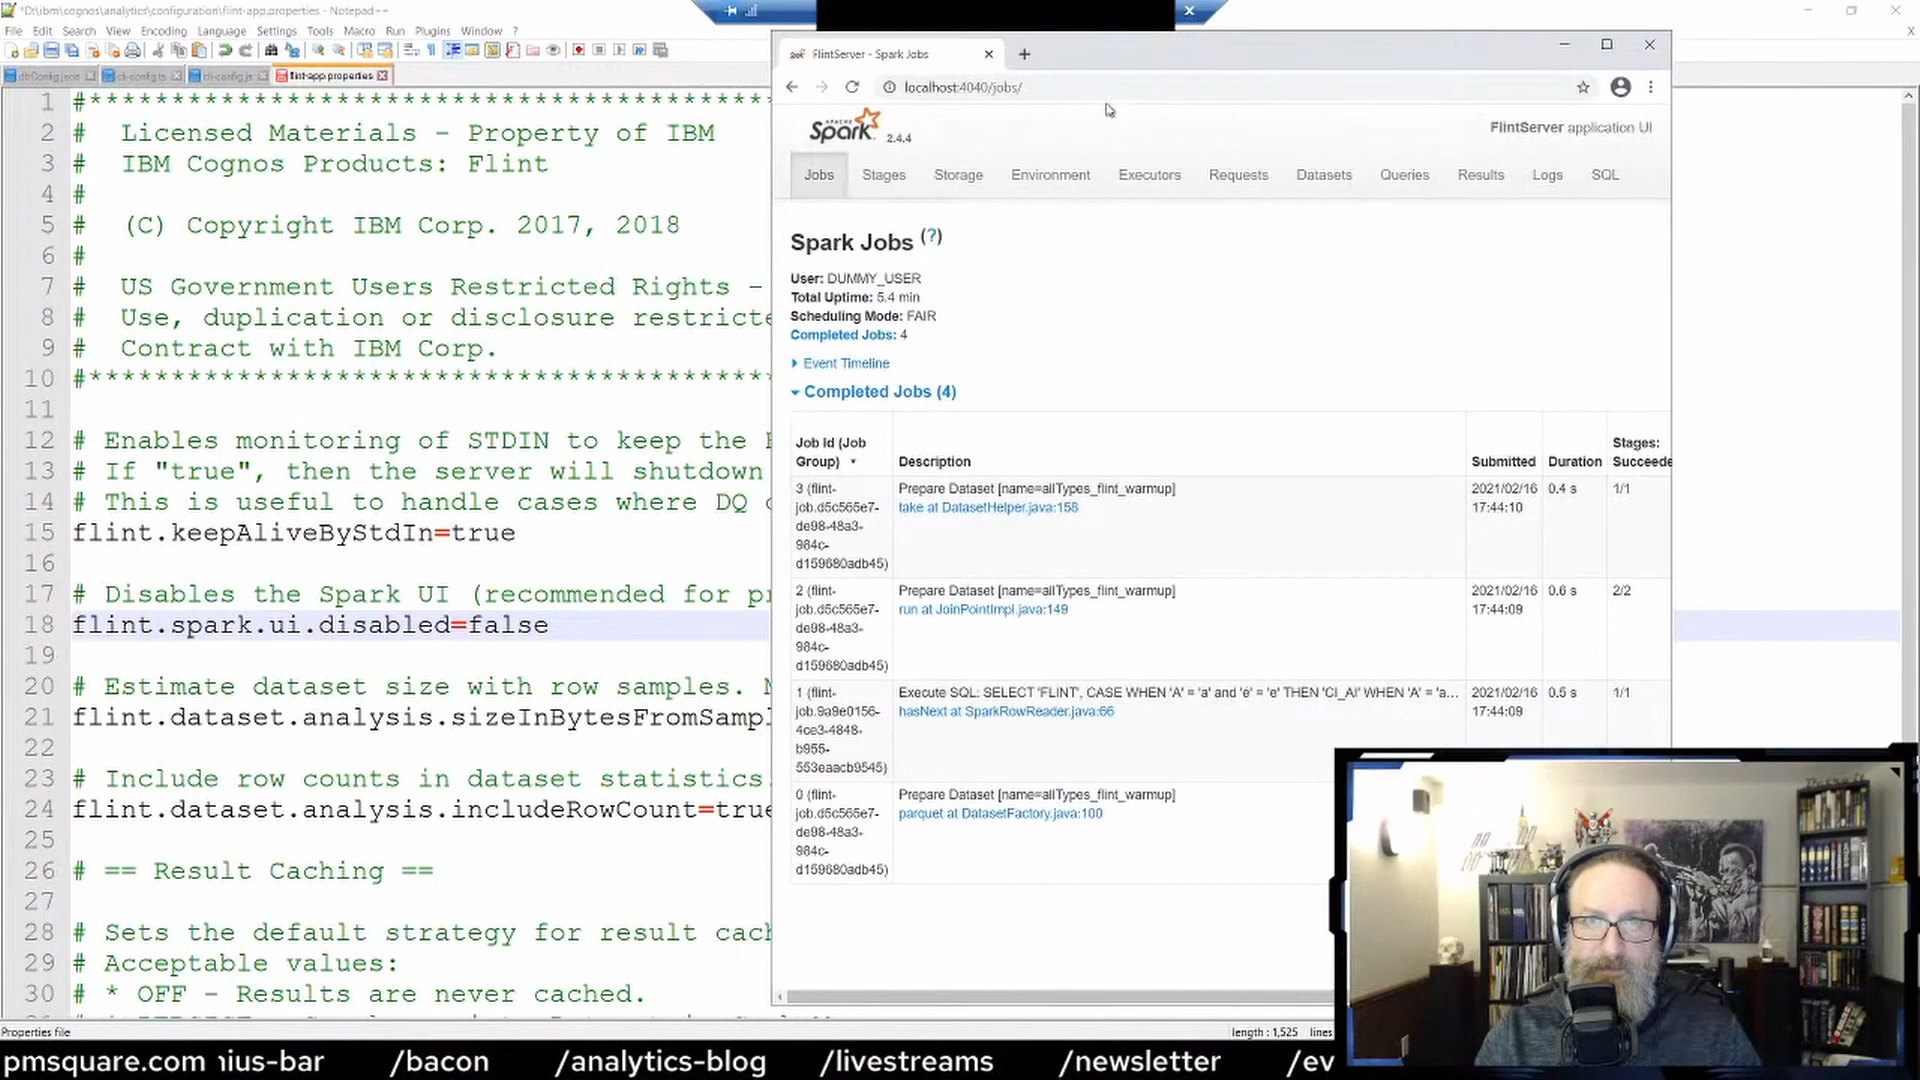 *D:\ibm\cognos\analytics\configuration\flint-app.properties - Notepad++
File Edit Search View Encoding Language Settings Tools Macro Run Plugins Window ?
dbConfig.json cli-config.ts cli-config.js flint-app.properties
1 #*******************************************
2 # Licensed Materials - Property of IBM
3 # IBM Cognos Products: Flint
4 #
5 # (C) Copyright IBM Corp. 2017, 2018
6 #
7 # US Government Users Restricted Rights -
8 # Use, duplication or disclosure restricte
9 # Contract with IBM Corp.
10 #*******************************************
11
12 # Enables monitoring of STDIN to keep the
13 # If "true", then the server will shutdown
14 # This is useful to handle cases where DQ
15 flint.keepAliveByStdIn=true
16
17 # Disables the Spark UI (recommended for pr
18 flint.spark.ui.disabled=false
19
20 # Estimate dataset size with row samples.
21 flint.dataset.analysis.sizeInBytesFromSampl
22
23 # Include row counts in dataset statistics.
24 flint.dataset.analysis.includeRowCount=true
25
26 # == Result Caching ==
27
28 # Sets the default strategy for result cach
29 # Acceptable values:
30 # * OFF - Results are never cached.
Properties file
length : 1,525 lines
FlintServer - Spark Jobs
localhost:4040/jobs/
APACHE Spark 2.4.4
FlintServer application UI
Jobs Stages Storage Environment Executors Requests Datasets Queries Results Logs SQL
Spark Jobs (?)
User: DUMMY_USER
Total Uptime: 5.4 min
Scheduling Mode: FAIR
Completed Jobs: 4
Event Timeline
Completed Jobs (4)
Job Id (Job Group) Description Submitted Duration Stages: Succeede
3 (flint-job.d5c565e7-de98-48a3-984c-d159680adb45) Prepare Dataset [name=allTypes_flint_warmup] take at DatasetHelper.java:158 2021/02/16 17:44:10 0.4 s 1/1
2 (flint-job.d5c565e7-de98-48a3-984c-d159680adb45) Prepare Dataset [name=allTypes_flint_warmup] run at JoinPointImpl.java:149 2021/02/16 17:44:09 0.6 s 2/2
1 (flint-job.9a9e0156-4ce3-4848-b955-553eaacb9545) Execute SQL: SELECT 'FLINT', CASE WHEN 'A' = 'a' and 'é' = 'e' THEN 'CI_AI' WHEN 'A' = 'a... hasNext at SparkRowReader.java:66 2021/02/16 17:44:09 0.5 s 1/1
0 (flint-job.d5c565e7-de98-48a3-984c-d159680adb45) Prepare Dataset [name=allTypes_flint_warmup] parquet at DatasetFactory.java:100
pmsquare.com ıius-bar /bacon /analytics-blog /livestreams /newsletter /ev